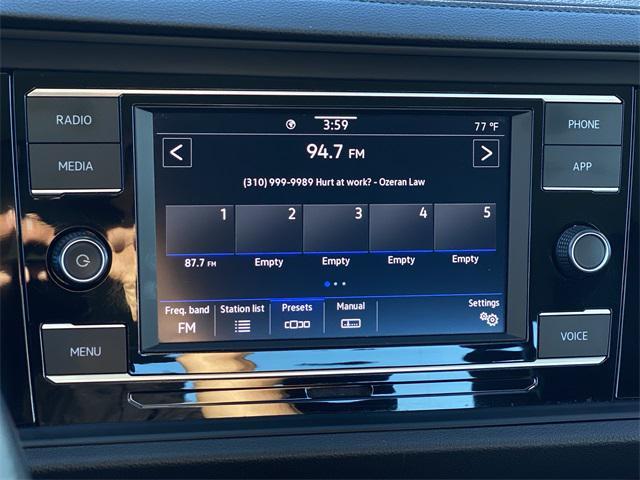 RADIO
MEDIA
MENU
3:59
77 °F
94.7 FM
(310) 999-9989 Hurt at work? - Ozeran Law
1 2 3 4 5
87.7 FM Empty Empty Empty Empty
Freq. band Station list Presets Manual Settings
FM
PHONE
APP
VOICE